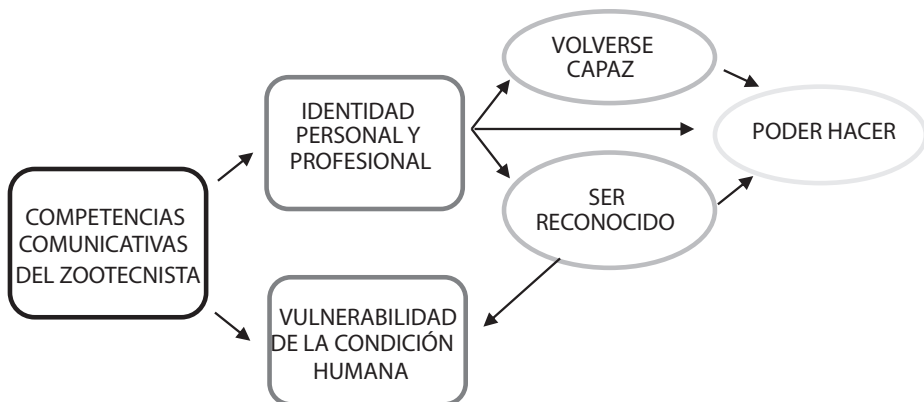 VOLVERSE
CAPAZ
IDENTIDAD
PERSONAL Y
PROFESIONAL
PODER HACER
COMPETENCIAS
COMUNICATIVAS
DEL ZOOTECNISTA
SER
RECONOCIDO
VULNERABILIDAD
DE LA CONDICIÓN
HUMANA